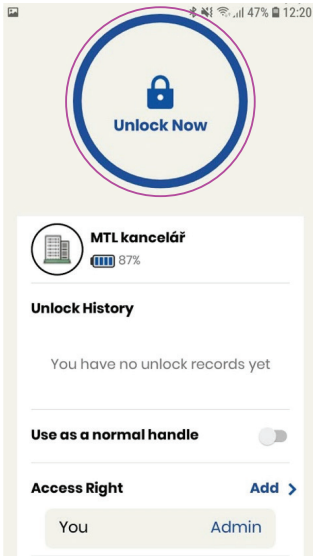 47% 12:20
Unlock Now
MTL kancelář
87%
Unlock History
You have no unlock records yet
Use as a normal handle
Access Right Add
You Admin